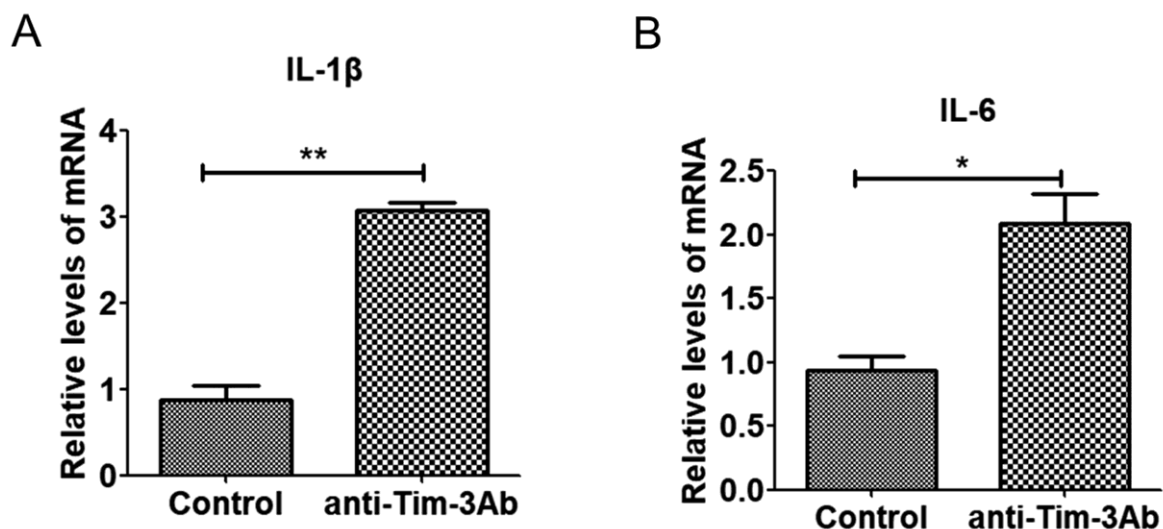 A
IL-1β
Relative levels of mRNA
4
3
2
1
0
**
Control anti-Tim-3Ab
B
IL-6
Relative levels of mRNA
2.5
2.0
1.5
1.0
0.5
0.0
*
Control anti-Tim-3Ab